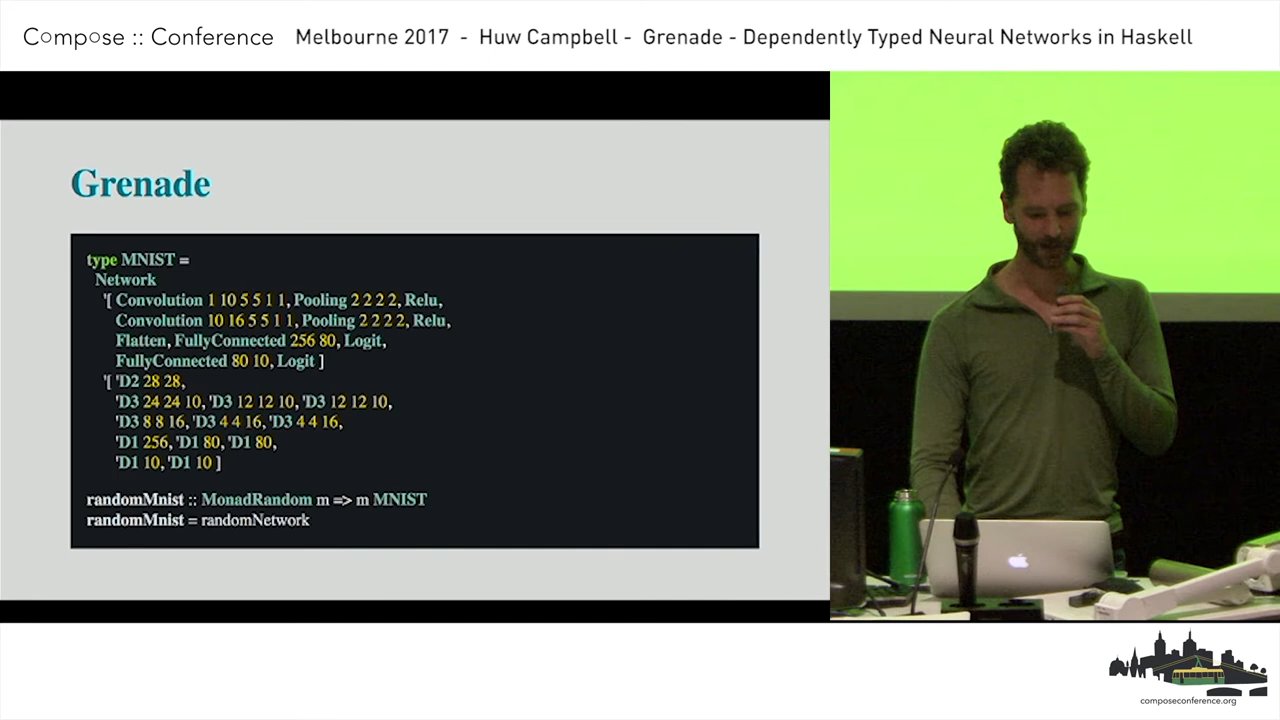 Compose :: Conference Melbourne 2017 - Huw Campbell - Grenade - Dependently Typed Neural Networks in Haskell
Grenade
type MNIST =
Network
'[ Convolution 1 10 5 5 1 1, Pooling 2 2 2 2, Relu,
Convolution 10 16 5 5 1 1, Pooling 2 2 2 2, Relu,
Flatten, FullyConnected 256 80, Logit,
FullyConnected 80 10, Logit ]
'[ 'D2 28 28,
'D3 24 24 10, 'D3 12 12 10, 'D3 12 12 10,
'D3 8 8 16, 'D3 4 4 16, 'D3 4 4 16,
'D1 256, 'D1 80, 'D1 80,
'D1 10, 'D1 10 ]
randomMnist :: MonadRandom m => m MNIST
randomMnist = randomNetwork
composeconference.org